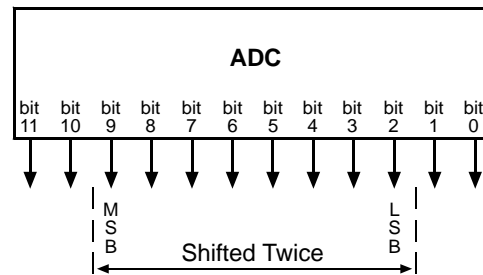 ADC
bit bit bit bit bit bit bit bit bit bit bit bit
11 10 9 8 7 6 5 4 3 2 1 0
MSB LSB
Shifted Twice